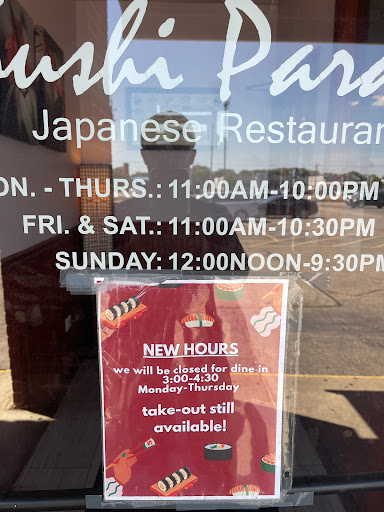 Japanese
- THURS.: 11:00AM-10:00PM
FRI. & SAT.: 11:00AM-10:30PM
SUNDAY: 12:00NOON-9:30PM
NEW HOURS
we will be closed for dine in
3:00-4:30
Monday-Thursday
take-out still
available!